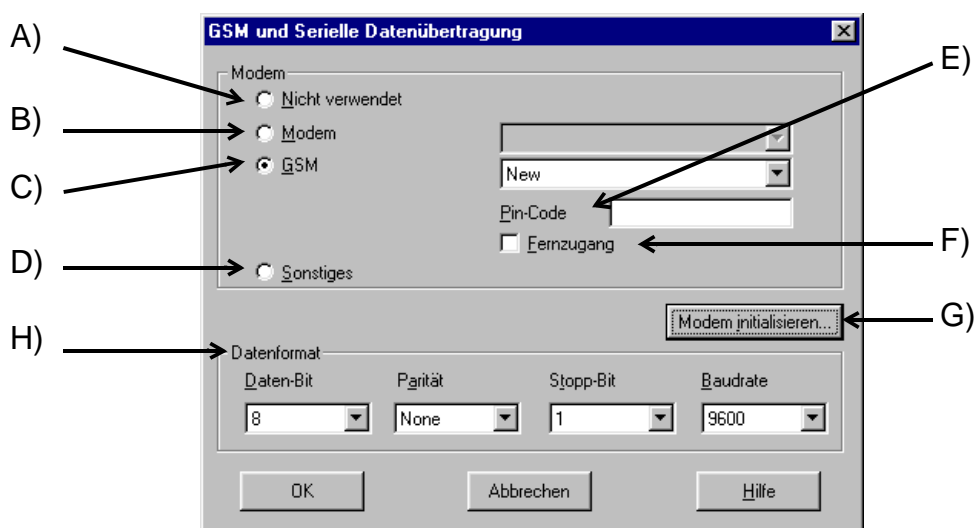 GSM und Serielle Datenübertragung
A)
E)
Modem
Nicht verwendet
B)
Modem
C)
GSM
New
Pin-Code
Fernzugang
F)
D)
Sonstiges
Modem initialisieren...
G)
H)
Datenformat
Daten-Bit Parität Stopp-Bit Baudrate
8 None 1 9600
OK Abbrechen Hilfe